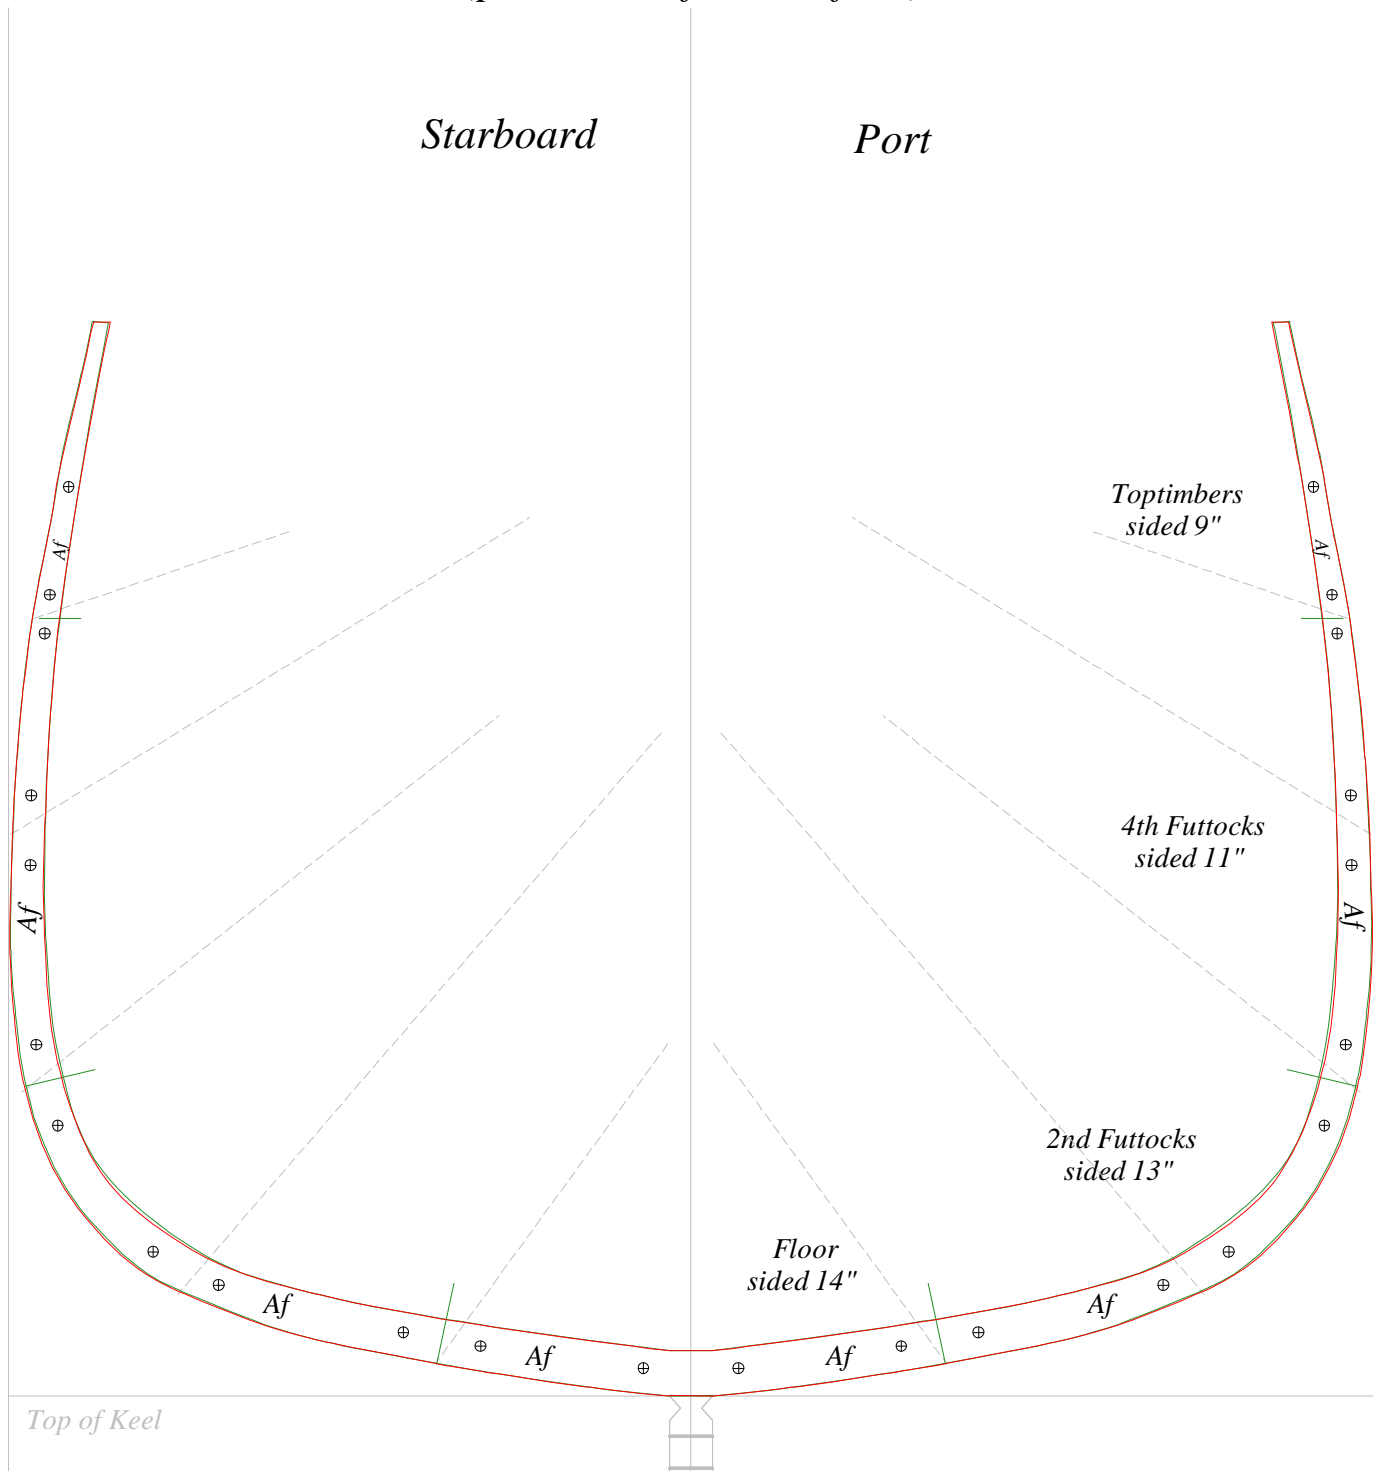 Starboard
Port
Toptimbers
sided 9"
Af
Af
4th Futtocks
sided 11"
Af
Af
2nd Futtocks
sided 13"
Floor
sided 14"
Af
Af
Af
Af
Top of Keel